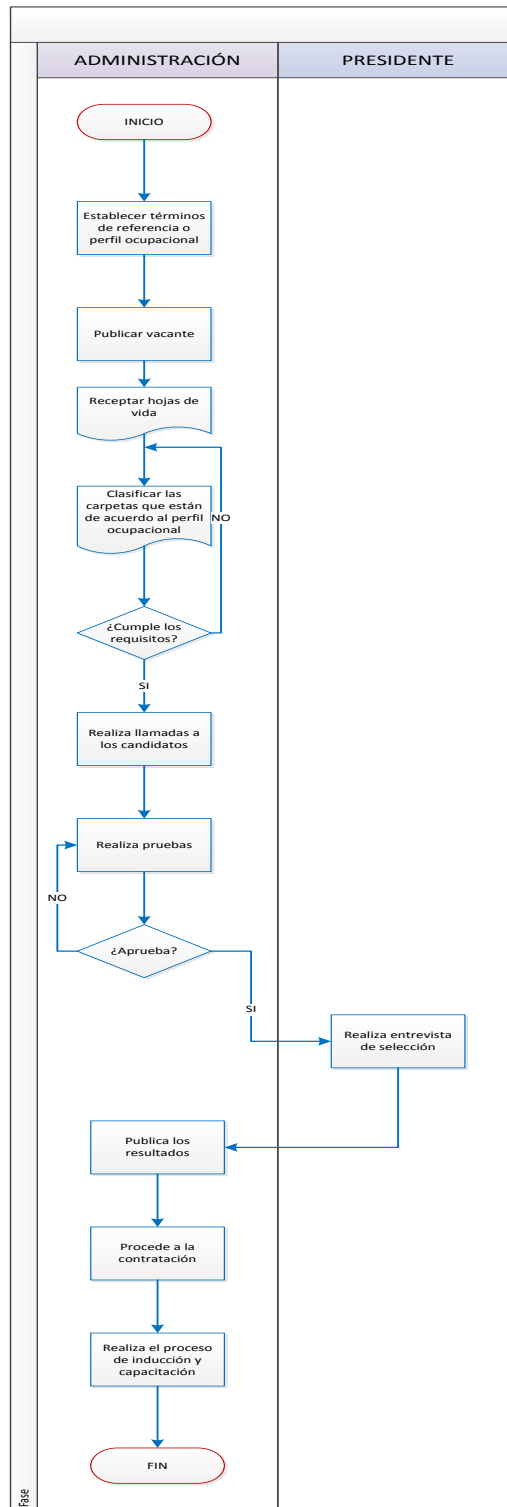 ADMINISTRACIÓN
PRESIDENTE
INICIO
Establecer términos
de referencia o
perfil ocupacional
Publicar vacante
Receptar hojas de
vida
Clasificar las
carpetas que están
de acuerdo al perfil
ocupacional
NO
¿Cumple los
requisitos?
SI
Realiza llamadas a
los candidatos
Realiza pruebas
NO
¿Aprueba?
SI
Realiza entrevista
de selección
Publica los
resultados
Procede a la
contratación
Realiza el proceso
de inducción y
capacitación
FIN
Fase